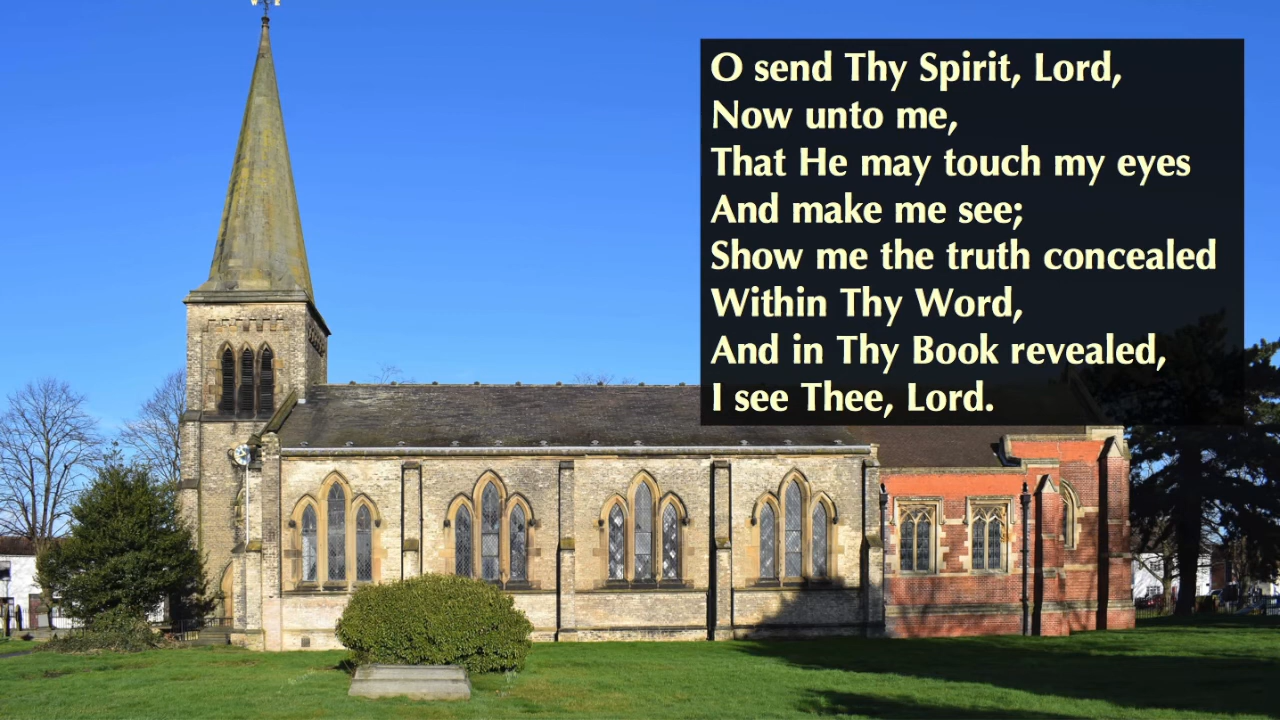 O send Thy Spirit, Lord,
Now unto me,
That He may touch my eyes
And make me see;
Show me the truth concealed
Within Thy Word,
And in Thy Book revealed,
I see Thee, Lord.